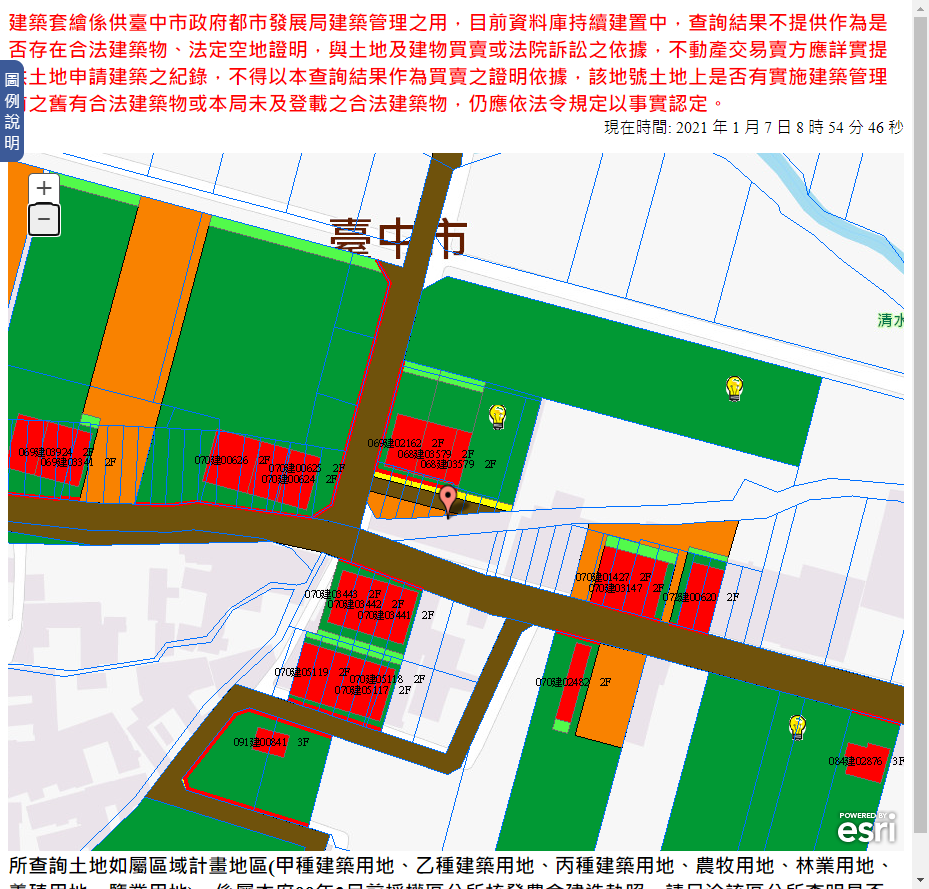 建築套繪係供臺中市政府都市發展局建築管理之用，目前資料庫持續建置中，查詢結果不提供作為是
否存在合法建築物、法定空地證明，與土地及建物買賣或法院訴訟之依據，不動產交易賣方應詳實提
土地申請建築之紀錄，不得以本查詢結果作為買賣之證明依據，該地號土地上是否有實施建築管理
之舊有合法建築物或本局未及登載之合法建築物，仍應依法令規定以事實認定。
圖例說明
現在時間: 2021 年 1 月 7 日 8 時 54 分 46 秒
+
−
臺中市
清水
069建02162 2F
068建03579 2F
068建03579 2F
069建03934 2F
069建03341 2F
070建00626 2F
070建00625 2F
070建00624 2F
070建01427 2F
070建03147 2F
072建00820 2F
070建03443 2F
070建03442 2F
070建03441 2F
070建05119 2F
070建05118 2F
070建05117 2F
070建02482 2F
091建00841 3F
084建02876 3F
POWERED BY
esri
所查詢土地如屬區域計畫地區(甲種建築用地、乙種建築用地、丙種建築用地、農牧用地、林業用地、